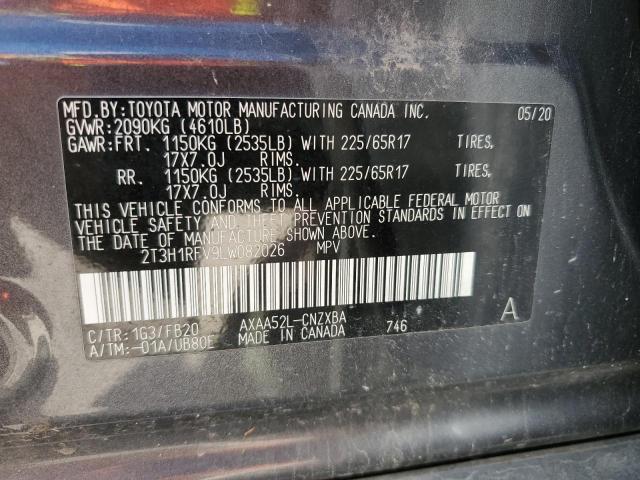 MFD.BY:TOYOTA MOTOR MANUFACTURING CANADA INC. 05/20
GVWR:2090KG (4610LB)
GAWR:FRT. 1150KG (2535LB) WITH 225/65R17 TIRES,
17X7.0J RIMS.
RR. 1150KG (2535LB) WITH 225/65R17 TIRES,
17X7.0J RIMS.
THIS VEHICLE CONFORMS TO ALL APPLICABLE FEDERAL MOTOR
VEHICLE SAFETY AND THEFT PREVENTION STANDARDS IN EFFECT ON
THE DATE OF MANUFACTURE SHOWN ABOVE.
2T3H1RFV9LW082026 MPV
C/TR:1G3/FB20 AXAA52L-CNZXBA A
A/TM:-01A/UB80E MADE IN CANADA 746